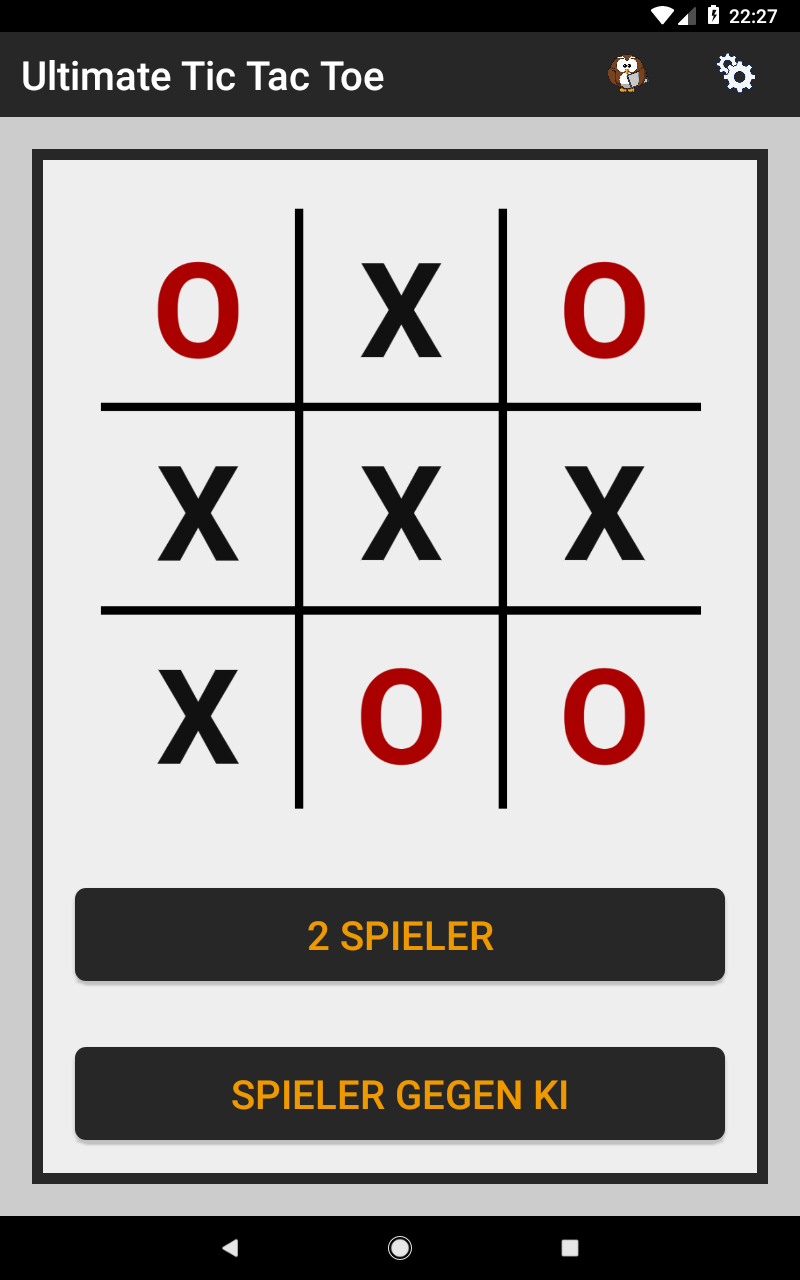 22:27
Ultimate Tic Tac Toe
O X O
X X X
X O O
2 SPIELER
SPIELER GEGEN KI